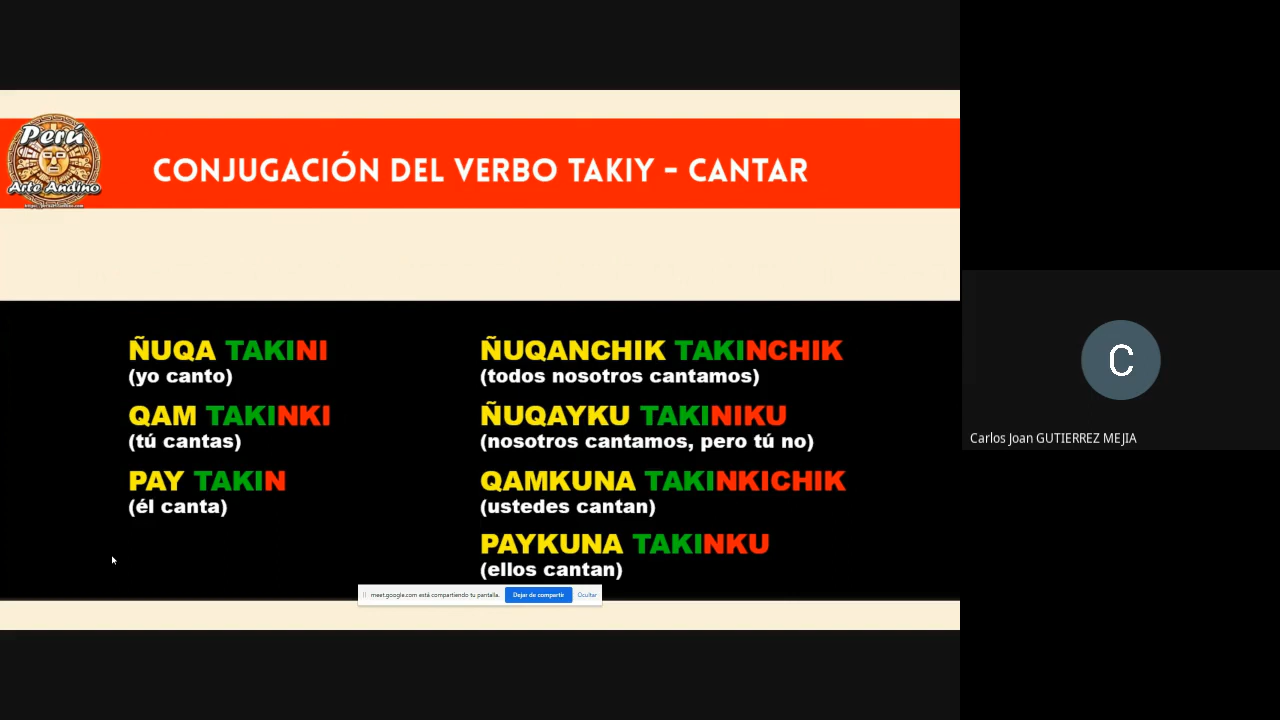 Perú
Arte Andino
CONJUGACIÓN DEL VERBO TAKIY - CANTAR
ÑUQA TAKINI
(yo canto)
QAM TAKINKI
(tú cantas)
PAY TAKIN
(él canta)
ÑUQANCHIK TAKINCHIK
(todos nosotros cantamos)
ÑUQAYKU TAKINIKU
(nosotros cantamos, pero tú no)
QAMKUNA TAKINKICHIK
(ustedes cantan)
PAYKUNA TAKINKU
(ellos cantan)
meet.google.com está compartiendo tu pantalla. Dejar de compartir Ocultar
C
Carlos Joan GUTIERREZ MEJIA